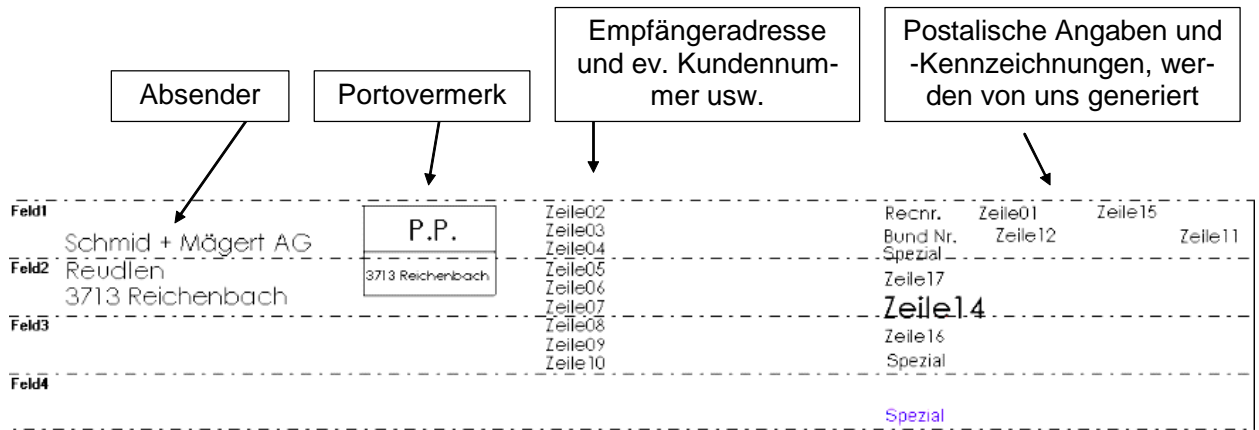 Absender
Portovermerk
Empfängeradresse
und ev. Kundennum-
mer usw.
Postalische Angaben und
-Kennzeichnungen, wer-
den von uns generiert
Feld1
Schmid + Mägert AG
Reudlen
3713 Reichenbach
P.P.
3713 Reichenbach
Zeile02
Zeile03
Zeile04
Zeile05
Zeile06
Zeile07
Zeile08
Zeile09
Zeile10
Recnr. Zeile01 Zeile15
Bund Nr. Zeile12 Zeile11
Spezial
Zeile17
Zeile14
Zeile16
Spezial
Spezial
Feld2
Feld3
Feld4